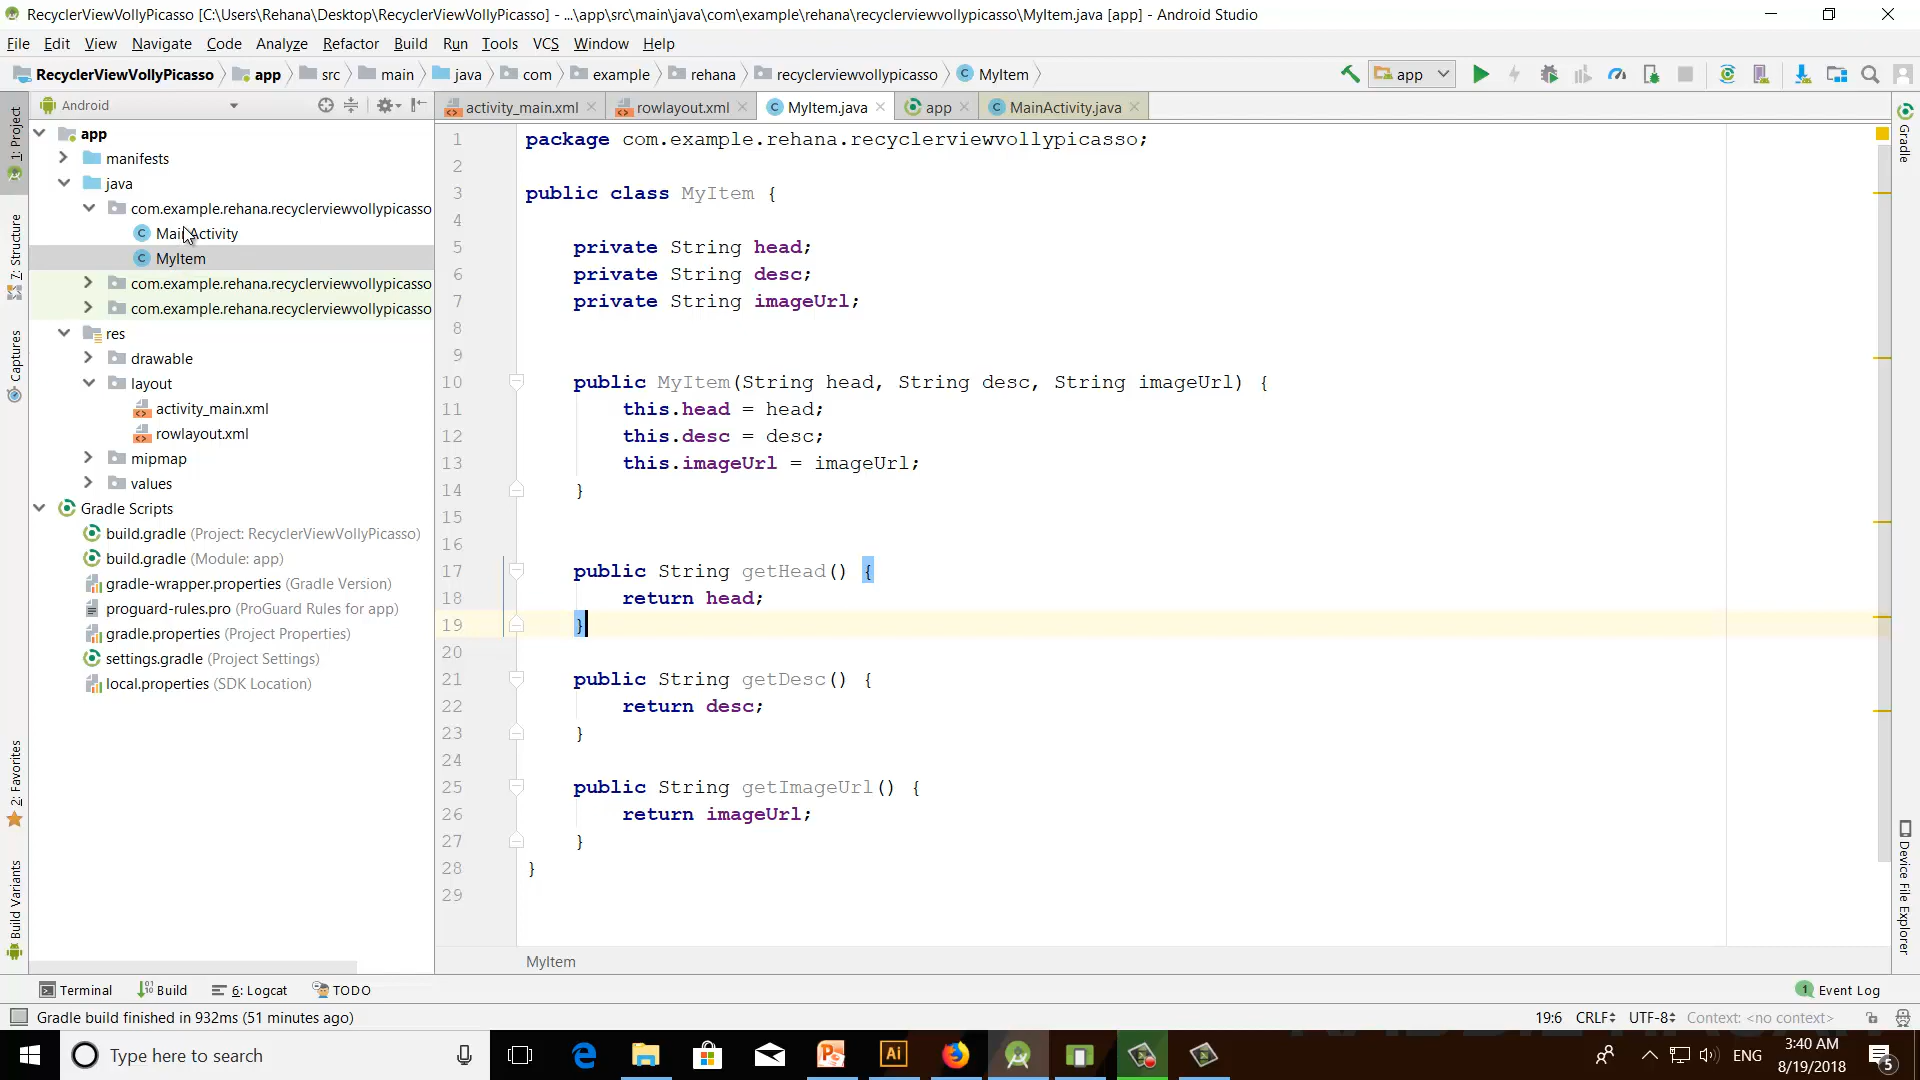 RecyclerViewVollyPicasso [C:\Users\Rehana\Desktop\RecyclerViewVollyPicasso] - ...\app\src\main\java\com\example\rehana\recyclerviewvollypicasso\MyItem.java [app] - Android Studio
File Edit View Navigate Code Analyze Refactor Build Run Tools VCS Window Help
RecyclerViewVollyPicasso app src main java com example rehana recyclerviewvollypicasso MyItem app
Android activity_main.xml rowlayout.xml MyItem.java app MainActivity.java
1: Project
7: Structure
Captures
2: Favorites
Build Variants
app
manifests
java
com.example.rehana.recyclerviewvollypicasso
MainActivity
MyItem
com.example.rehana.recyclerviewvollypicasso
com.example.rehana.recyclerviewvollypicasso
res
drawable
layout
activity_main.xml
rowlayout.xml
mipmap
values
Gradle Scripts
build.gradle (Project: RecyclerViewVollyPicasso)
build.gradle (Module: app)
gradle-wrapper.properties (Gradle Version)
proguard-rules.pro (ProGuard Rules for app)
gradle.properties (Project Properties)
settings.gradle (Project Settings)
local.properties (SDK Location)
1 package com.example.rehana.recyclerviewvollypicasso;
2
3 public class MyItem {
4
5 private String head;
6 private String desc;
7 private String imageUrl;
8
9
10 public MyItem(String head, String desc, String imageUrl) {
11 this.head = head;
12 this.desc = desc;
13 this.imageUrl = imageUrl;
14 }
15
16
17 public String getHead() {
18 return head;
19 }
20
21 public String getDesc() {
22 return desc;
23 }
24
25 public String getImageUrl() {
26 return imageUrl;
27 }
28 }
29
MyItem
Gradle
Device File Explorer
Terminal Build 6: Logcat TODO 1 Event Log
Gradle build finished in 932ms (51 minutes ago) 19:6 CRLF UTF-8 Context: <no context>
Type here to search ENG 3:40 AM
8/19/2018 5